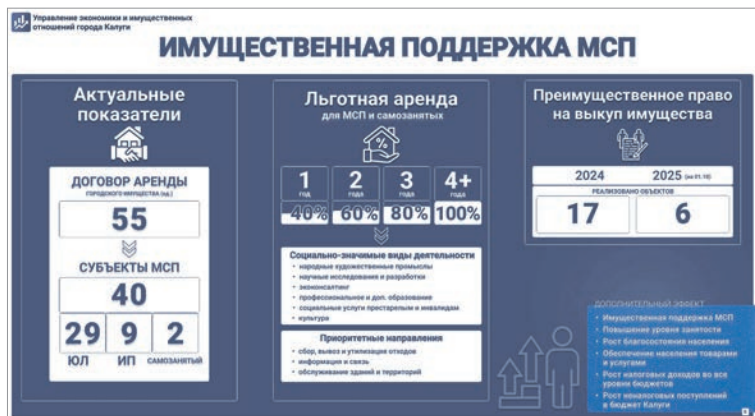 Управление экономики и имущественных
отношений города Калуги
ИМУЩЕСТВЕННАЯ ПОДДЕРЖКА МСП
Актуальные
показатели
ДОГОВОР АРЕНДЫ
ГОРОДСКОГО ИМУЩЕСТВА (ед.)
55
СУБЪЕКТЫ МСП
40
29 9 2
ЮЛ ИП САМОЗАНЯТЫЙ
Льготная аренда
для МСП и самозанятых
%
1 2 3 4+
год года года года
40% 60% 80% 100%
Социально-значимые виды деятельности
• народные художественные промыслы
• научные исследования и разработки
• экоконсалтинг
• профессиональное и доп. образование
• социальные услуги престарелым и инвалидам
• культура
Приоритетные направления
• сбор, вывоз и утилизация отходов
• информация и связь
• обслуживание зданий и территорий
Преимущественное право
на выкуп имущества
2024 2025 (на 01.10)
РЕАЛИЗОВАНО ОБЪЕКТОВ
17 6
ДОПОЛНИТЕЛЬНЫЙ ЭФФЕКТ
• Имущественная поддержка МСП
• Повышение уровня занятости
• Рост благосостояния населения
• Обеспечение населения товарами
и услугами
• Рост налоговых доходов во все
уровни бюджетов
• Рост неналоговых поступлений
в бюджет Калуги